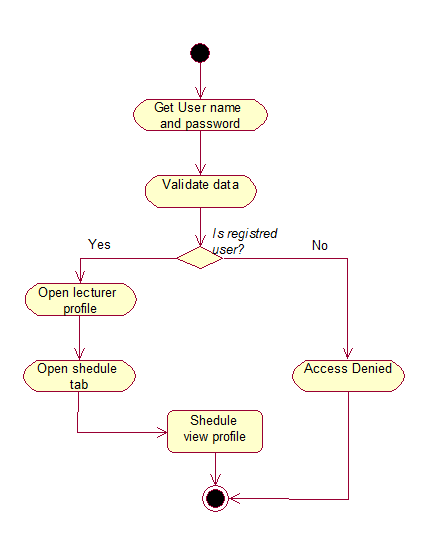 Get User name
and password
Validate data
Is registred
user?
Yes
No
Open lecturer
profile
Open shedule
tab
Access Denied
Shedule
view profile